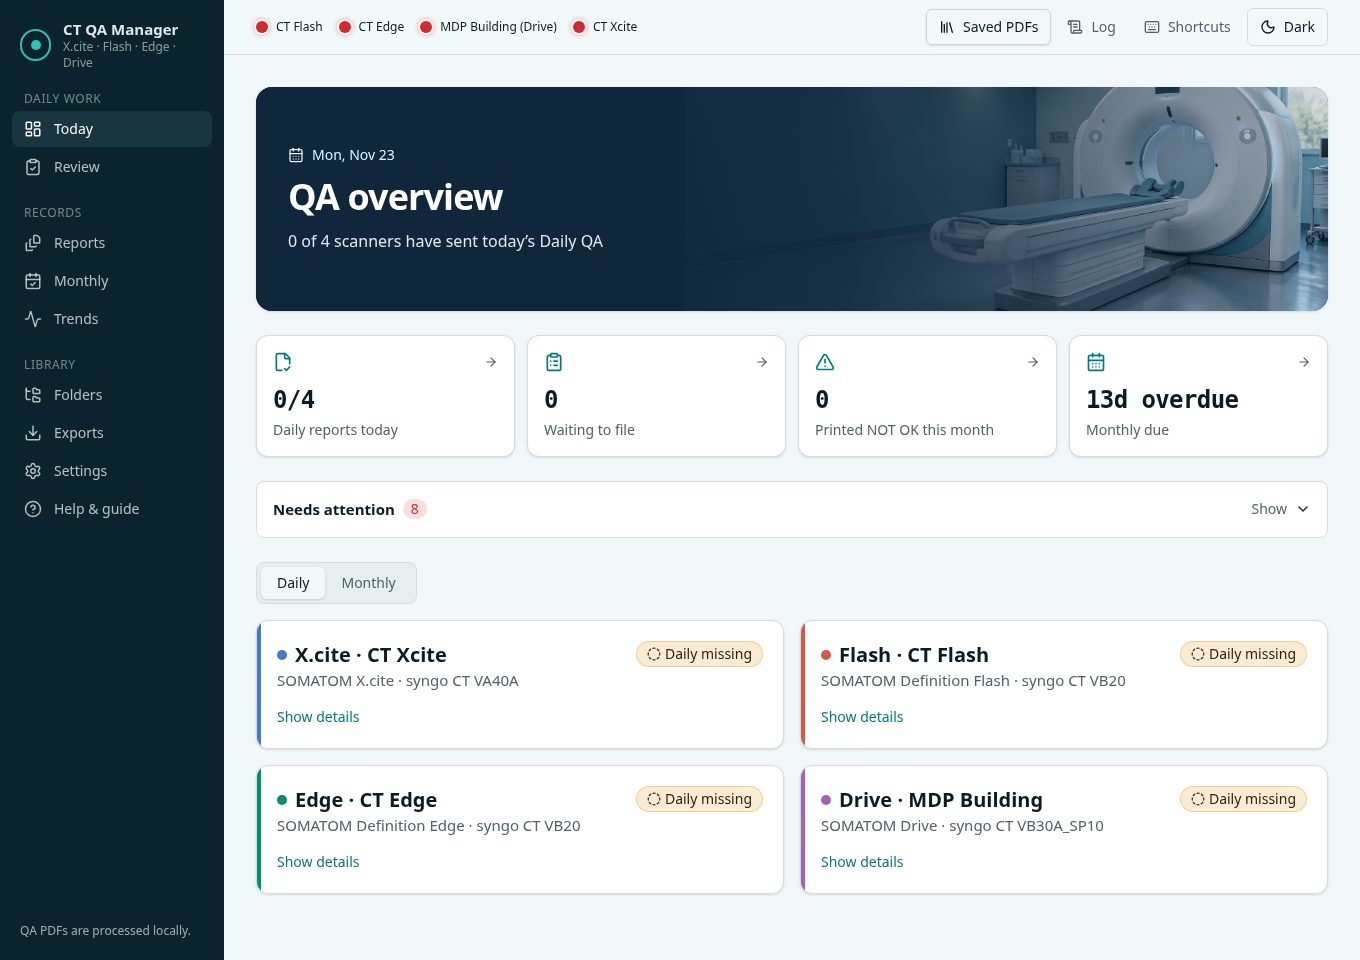 CT QA Manager
X.cite · Flash · Edge ·
Drive
DAILY WORK
Today
Review
RECORDS
Reports
Monthly
Trends
LIBRARY
Folders
Exports
Settings
Help & guide
QA PDFs are processed locally.
CT Flash
CT Edge
MDP Building (Drive)
CT Xcite
Saved PDFs
Log
Shortcuts
Dark
Mon, Nov 23
QA overview
0 of 4 scanners have sent today’s Daily QA
0/4
Daily reports today
0
Waiting to file
0
Printed NOT OK this month
13d overdue
Monthly due
Needs attention 8
Show
Daily
Monthly
X.cite · CT Xcite
Daily missing
SOMATOM X.cite · syngo CT VA40A
Show details
Flash · CT Flash
Daily missing
SOMATOM Definition Flash · syngo CT VB20
Show details
Edge · CT Edge
Daily missing
SOMATOM Definition Edge · syngo CT VB20
Show details
Drive · MDP Building
Daily missing
SOMATOM Drive · syngo CT VB30A_SP10
Show details